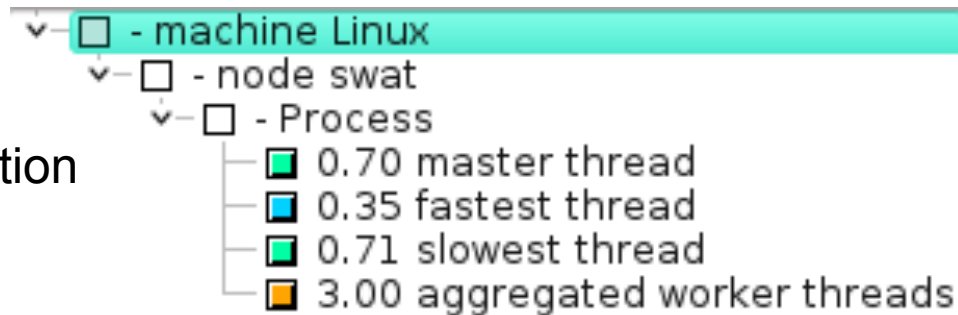 - machine Linux
- node swat
- Process
tion
0.70 master thread
0.35 fastest thread
0.71 slowest thread
3.00 aggregated worker threads